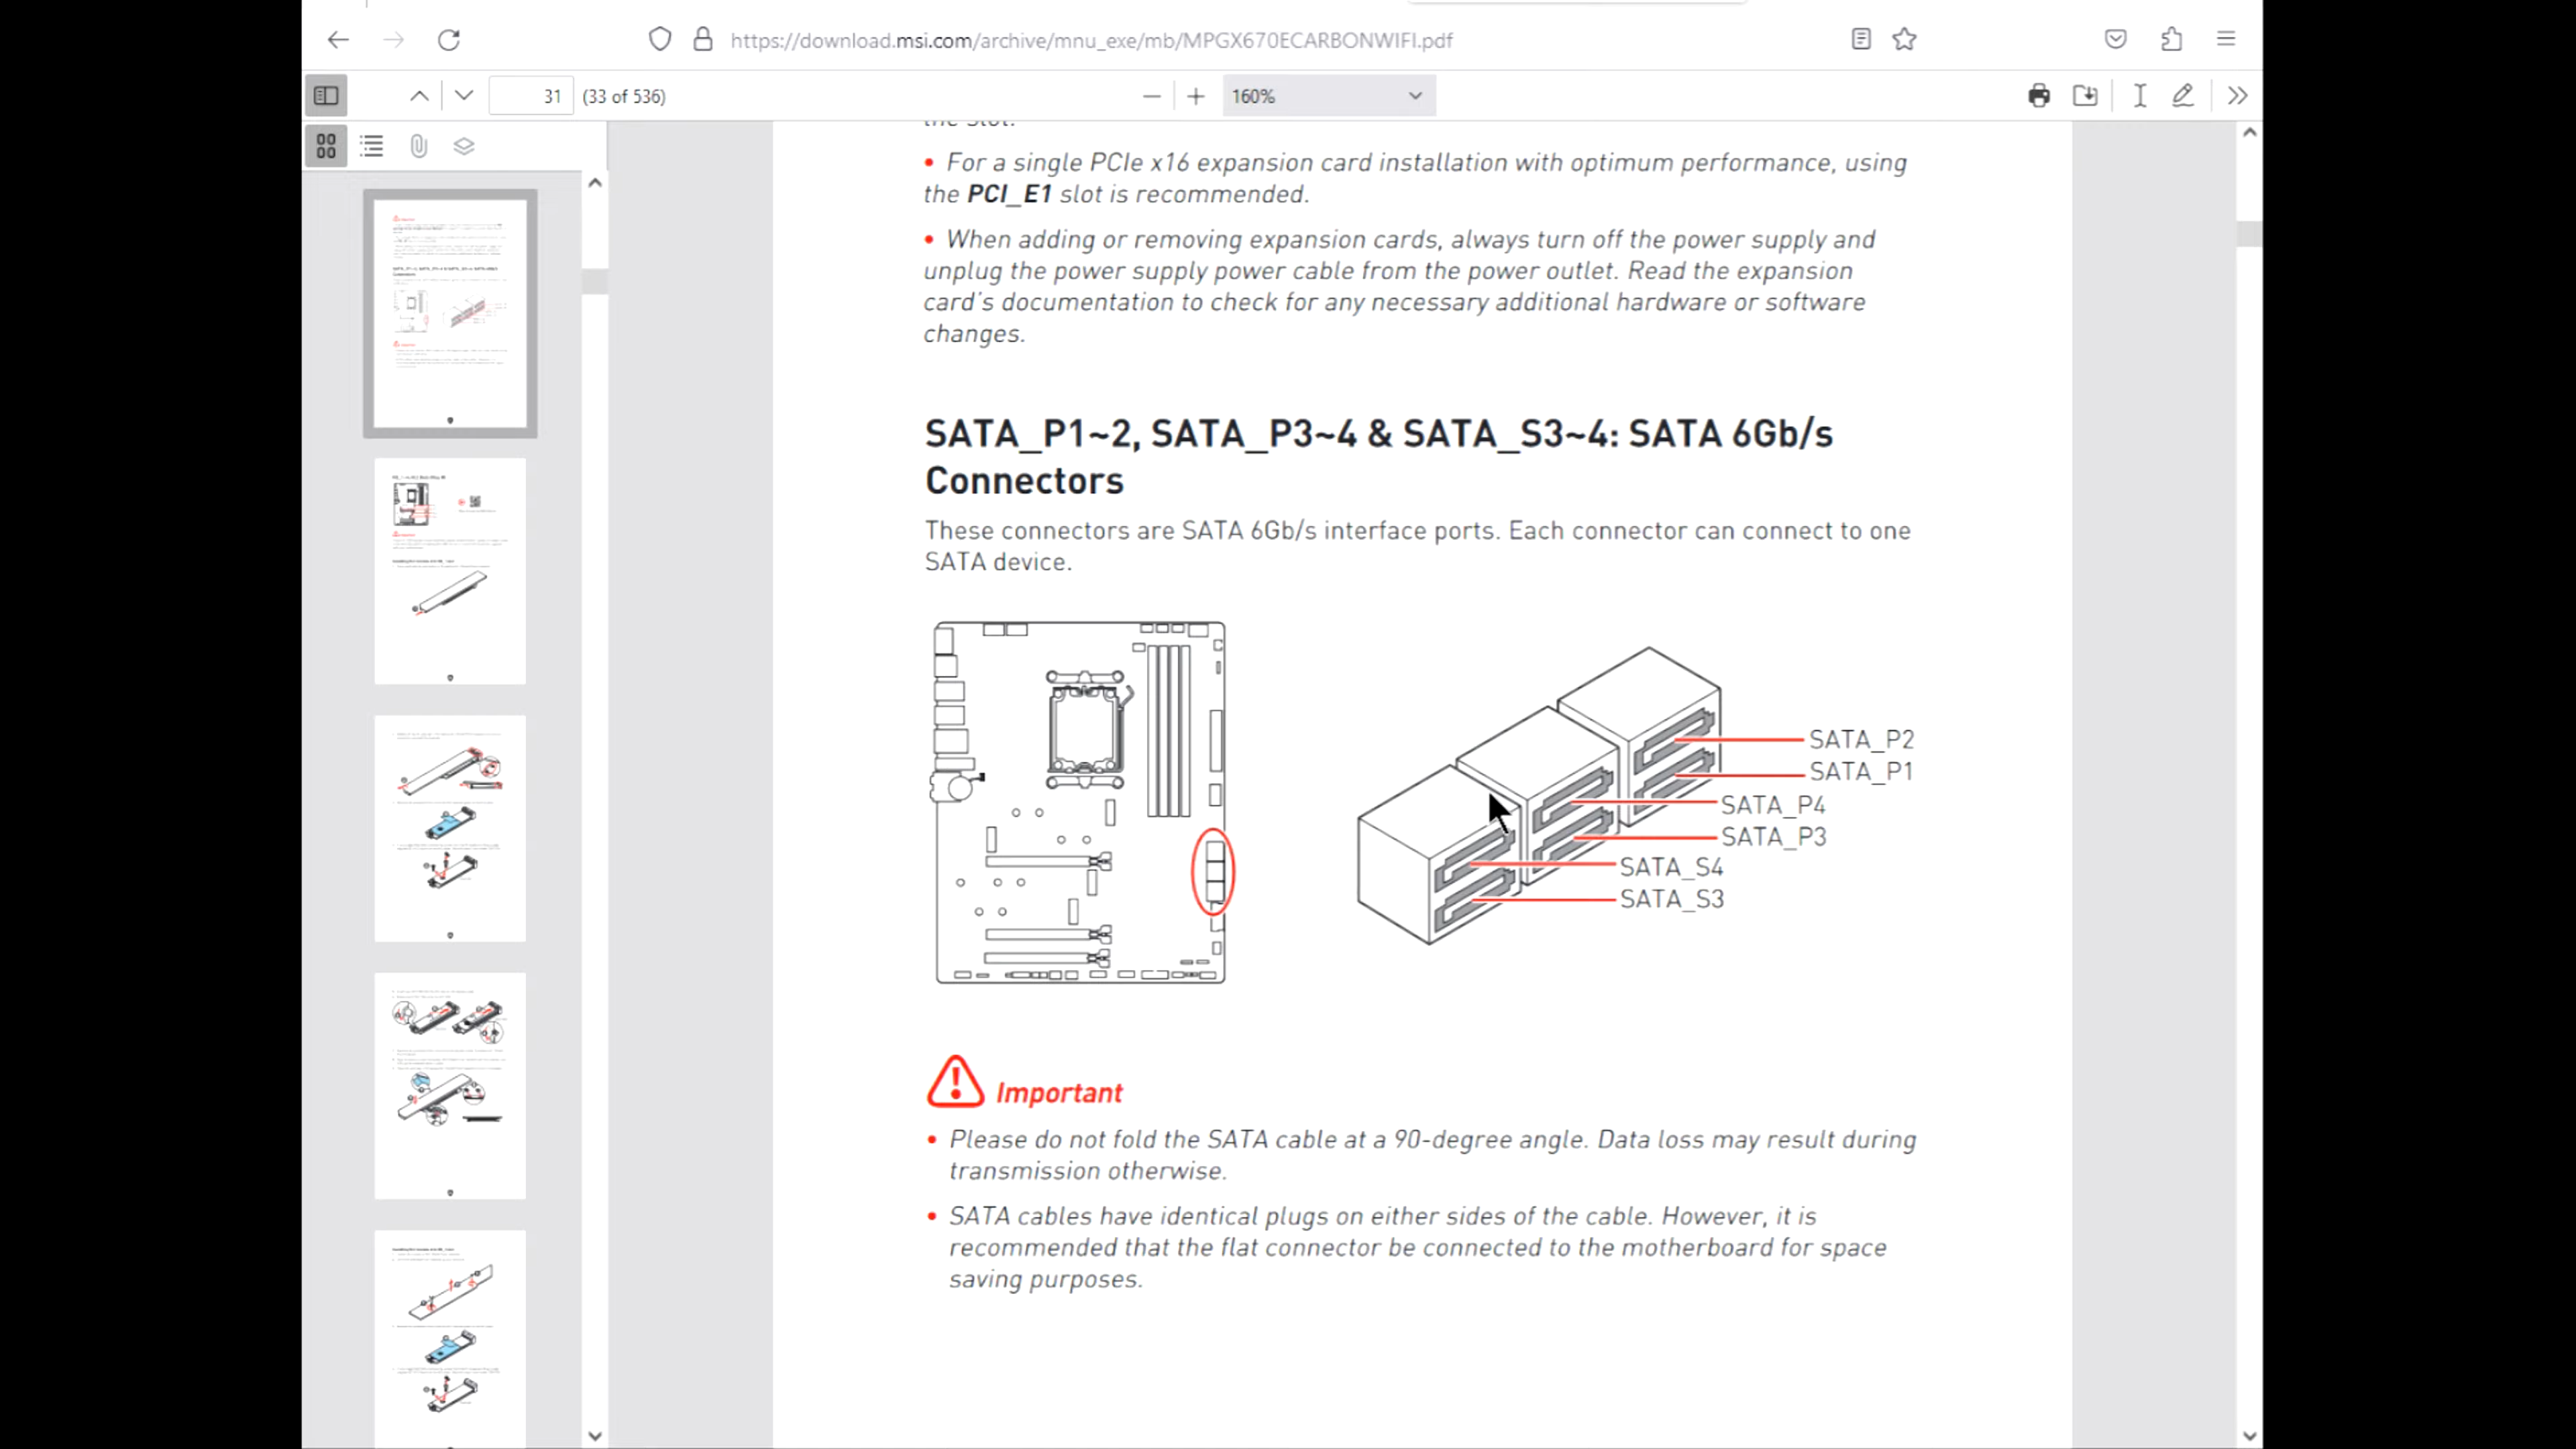 https://download.msi.com/archive/mnu_exe/mb/MPGX670ECARBONWIFI.pdf
31 (33 of 536)
160%
the slot.
• For a single PCIe x16 expansion card installation with optimum performance, using
the PCI_E1 slot is recommended.
• When adding or removing expansion cards, always turn off the power supply and
unplug the power supply power cable from the power outlet. Read the expansion
card's documentation to check for any necessary additional hardware or software
changes.
SATA_P1~2, SATA_P3~4 & SATA_S3~4: SATA 6Gb/s
Connectors
These connectors are SATA 6Gb/s interface ports. Each connector can connect to one
SATA device.
SATA_P2
SATA_P1
SATA_P4
SATA_P3
SATA_S4
SATA_S3
Important
• Please do not fold the SATA cable at a 90-degree angle. Data loss may result during
transmission otherwise.
• SATA cables have identical plugs on either sides of the cable. However, it is
recommended that the flat connector be connected to the motherboard for space
saving purposes.